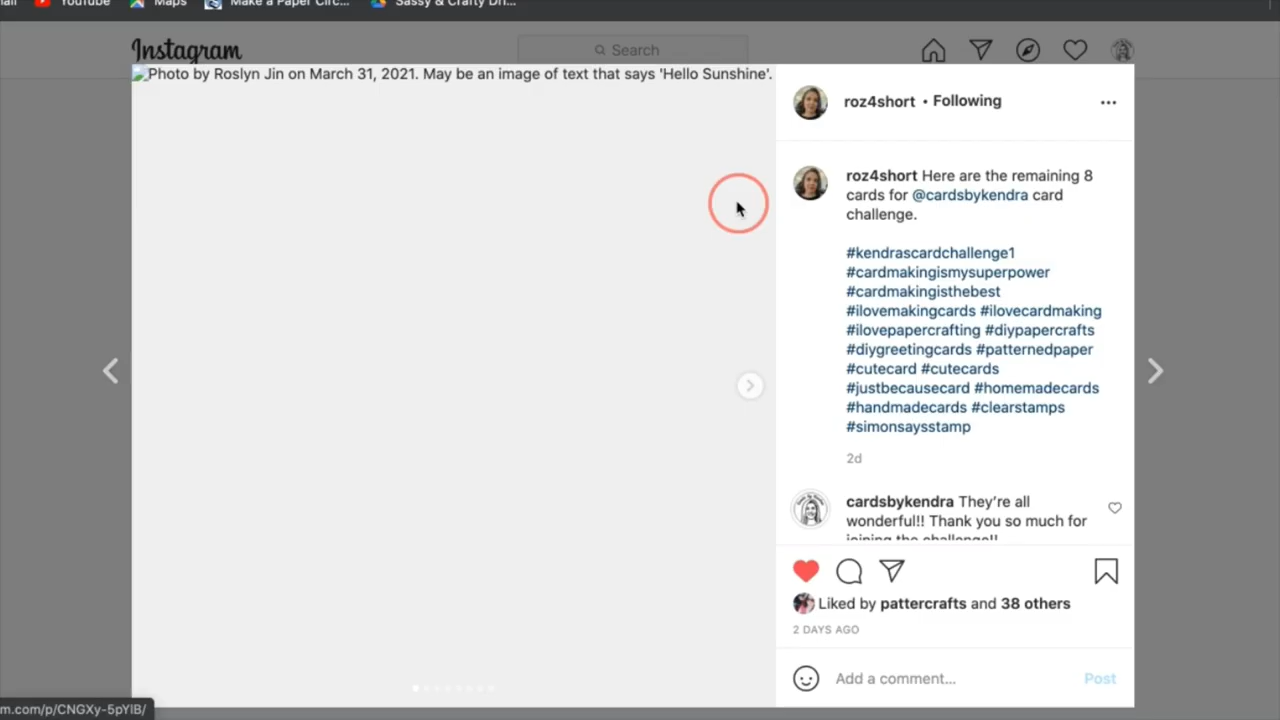 YouTube Maps Make a Paper Circ... Sassy & Crafty Dri...
Instagram
Search
Photo by Roslyn Jin on March 31, 2021. May be an image of text that says 'Hello Sunshine'.
roz4short • Following
roz4short Here are the remaining 8
cards for @cardsbykendra card
challenge.
#kendrascardchallenge1
#cardmakingismysuperpower
#cardmakingisthebest
#ilovemakingcards #ilovecardmaking
#ilovepapercrafting #diypapercrafts
#diygreetingcards #patternedpaper
#cutecard #cutecards
#justbecausecard #homemadecards
#handmadecards #clearstamps
#simonsaysstamp
2d
cardsbykendra They're all
wonderful!! Thank you so much for
joining the challenge!!
Liked by pattercrafts and 38 others
2 DAYS AGO
Add a comment...
Post
m.com/p/CNGXy-5pYlB/